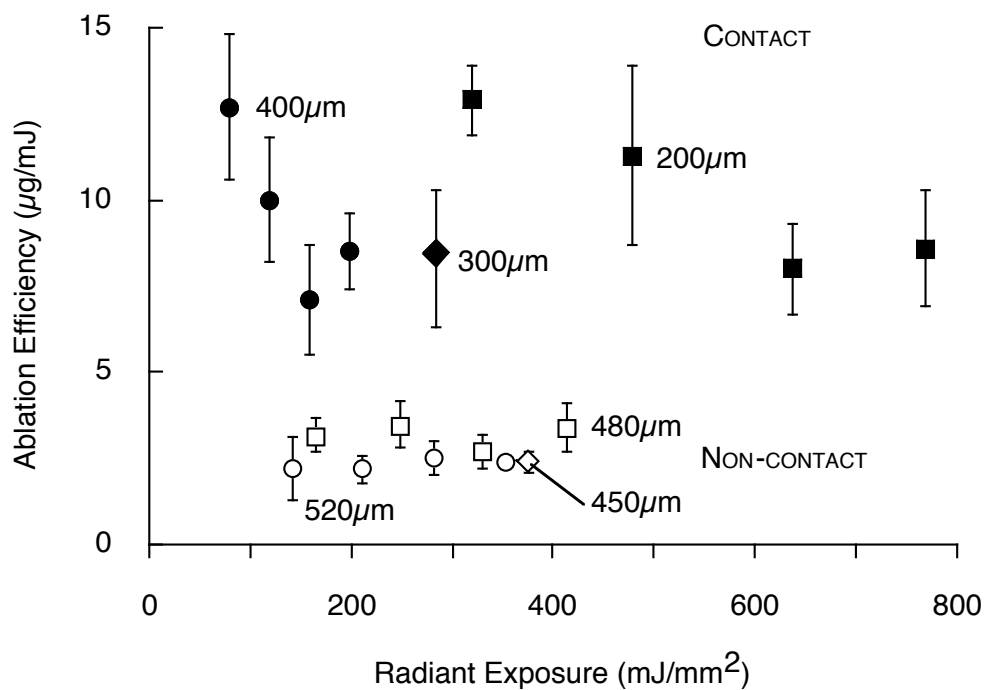 15
CONTACT
400µm
200µm
10
300µm
5
480µm
NON-CONTACT
520µm
450µm
0
0
200
400
600
800
Radiant Exposure (mJ/mm²)
Ablation Efficiency (µg/mJ)